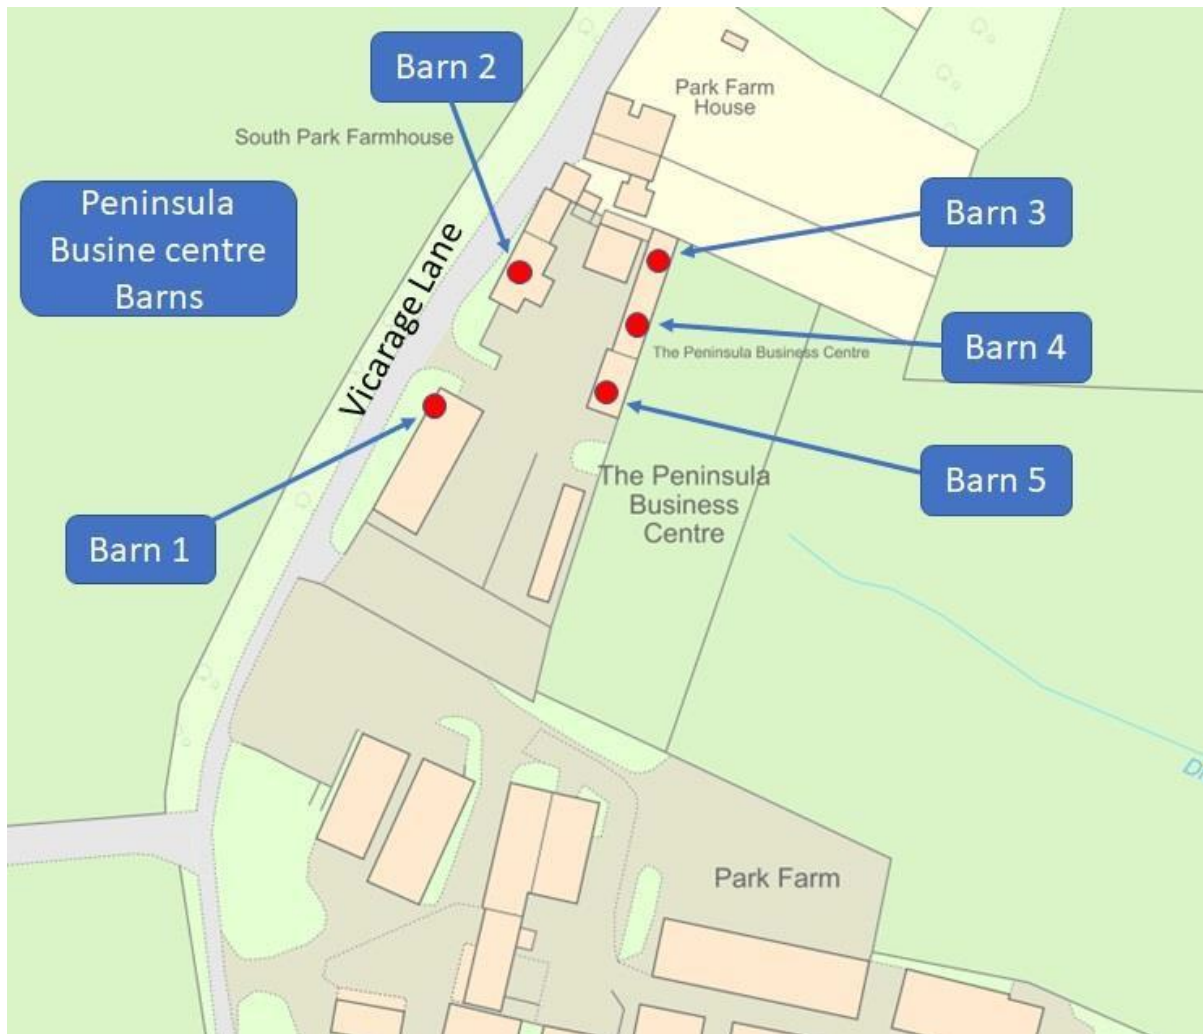 Barn 2
Park Farm
House
South Park Farmhouse
Peninsula
Busine centre
Barns
Barn 3
Vicarage Lane
Barn 4
The Peninsula Business Centre
Barn 5
The Peninsula
Business
Centre
Barn 1
Park Farm